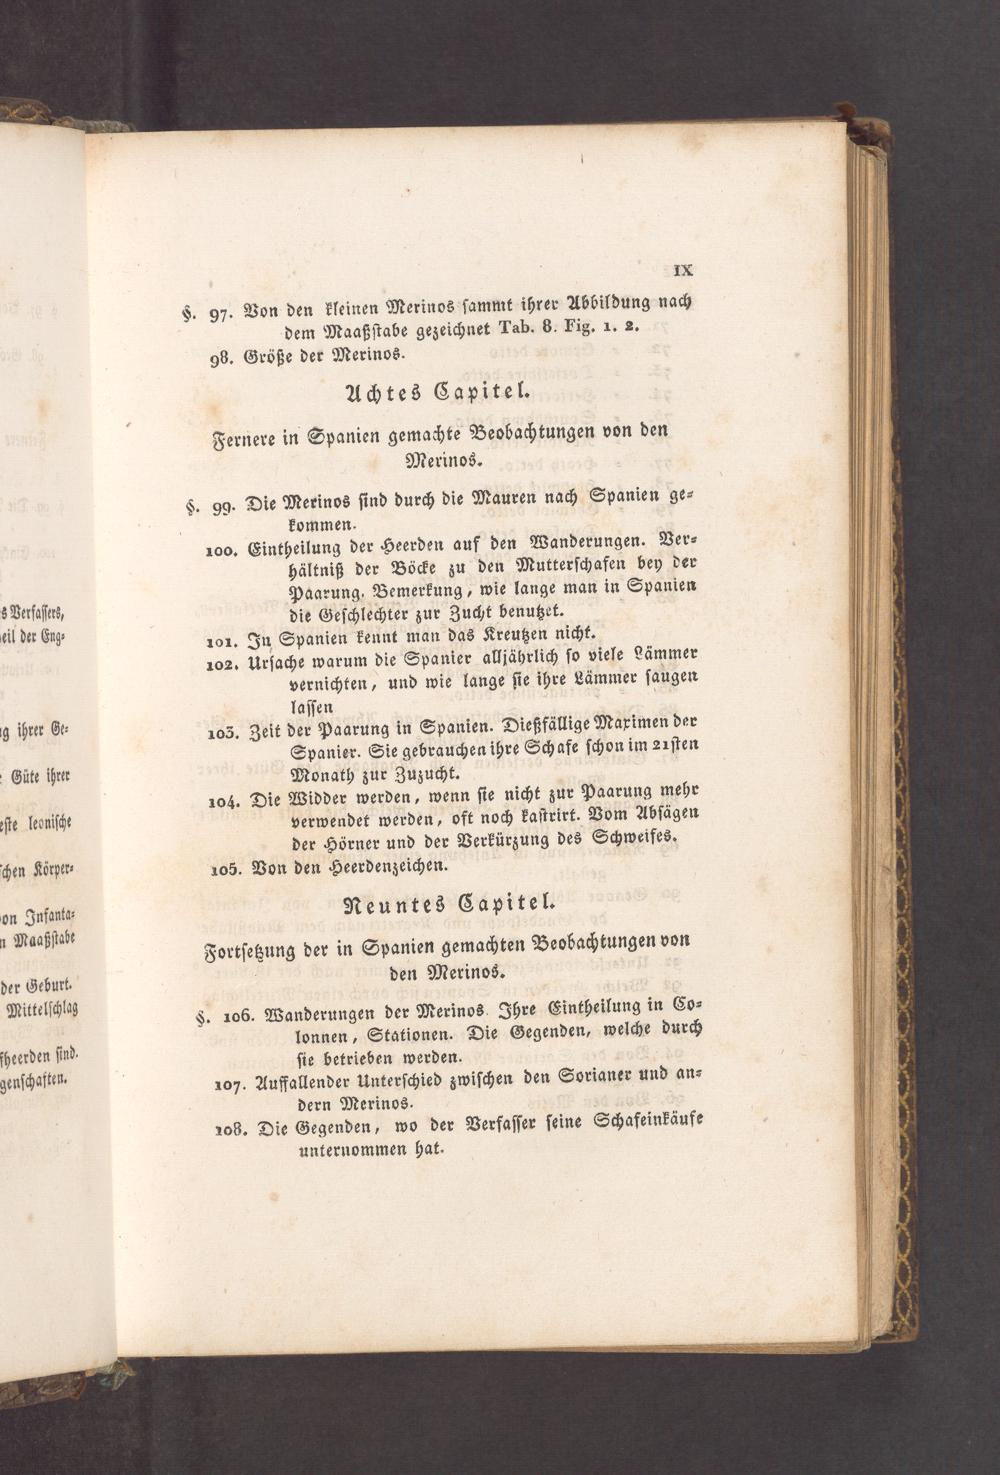 IX
§. 97. Von den kleinen Merinos sammt ihrer Abbildung nach
dem Maaßstabe gezeichnet Tab. 8. Fig. 1. 2.
98. Größe der Merinos.
Achtes Capitel.
Fernere in Spanien gemachte Beobachtungen von den
Merinos.
§. 99. Die Merinos sind durch die Mauren nach Spanien ge-
kommen.
100. Eintheilung der Heerden auf den Wanderungen. Ver-
hältniß der Böcke zu den Mutterschafen bey der
Paarung. Bemerkung, wie lange man in Spanien
die Geschlechter zur Zucht benutzet.
101. In Spanien kennt man das Kreutzen nicht.
102. Ursache warum die Spanier alljährlich so viele Lämmer
vernichten, und wie lange sie ihre Lämmer saugen
lassen
103. Zeit der Paarung in Spanien. Dießfällige Maximen der
Spanier. Sie gebrauchen ihre Schafe schon im 21sten
Monath zur Zuzucht.
104. Die Widder werden, wenn sie nicht zur Paarung mehr
verwendet werden, oft noch kastrirt. Vom Absägen
der Hörner und der Verkürzung des Schweifes.
105. Von den Heerdenzeichen.
Neuntes Capitel.
Fortsetzung der in Spanien gemachten Beobachtungen von
den Merinos.
§. 106. Wanderungen der Merinos. Ihre Eintheilung in Co-
lonnen, Stationen. Die Gegenden, welche durch
sie betrieben werden.
107. Auffallender Unterschied zwischen den Sorianer und an-
dern Merinos.
108. Die Gegenden, wo der Verfasser seine Schafeinkäufe
unternommen hat.